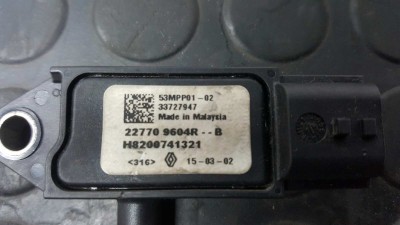 53MPP01-02
33727947
Made in Malaysia
22770 9604R--B
H8200741321
<316> 15-03-02